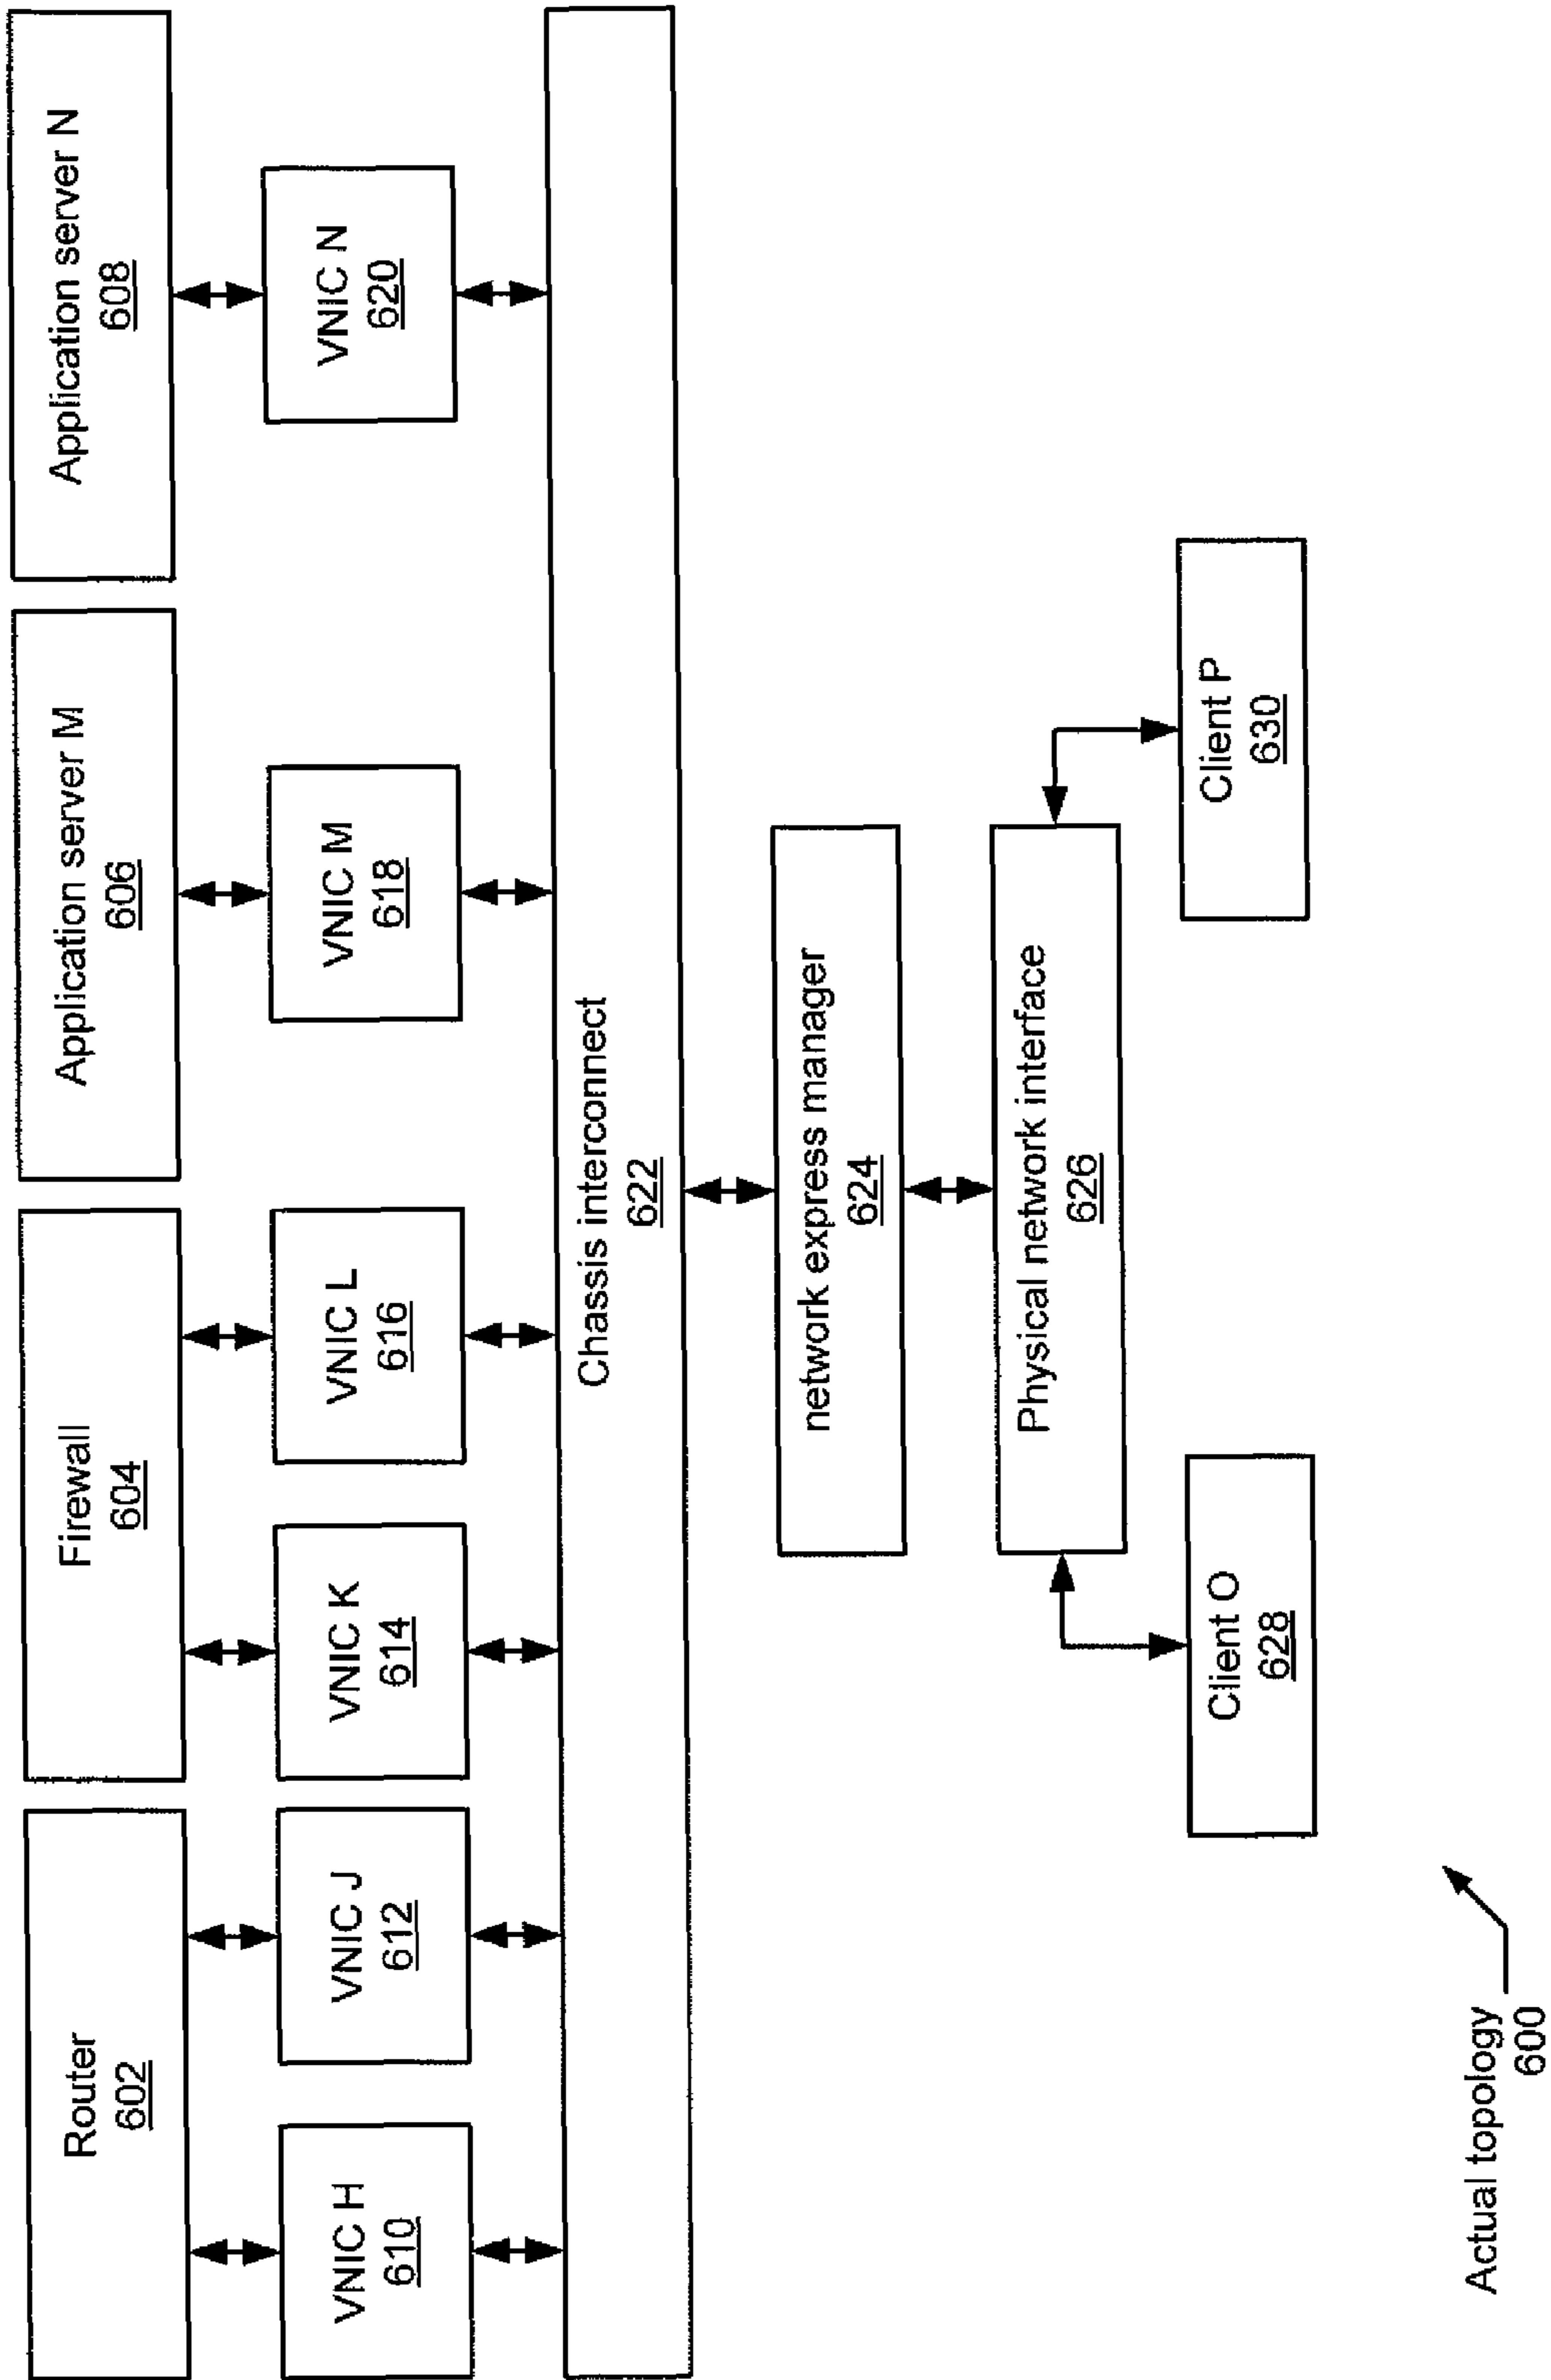 Router
602
Firewall
604
Application server M
606
Application server N
608
VNIC H
610
VNIC J
612
VNIC K
614
VNIC L
616
VNIC M
618
VNIC N
620
Chassis interconnect
622
network express manager
624
Physical network interface
626
Client O
628
Client P
630
Actual topology
600